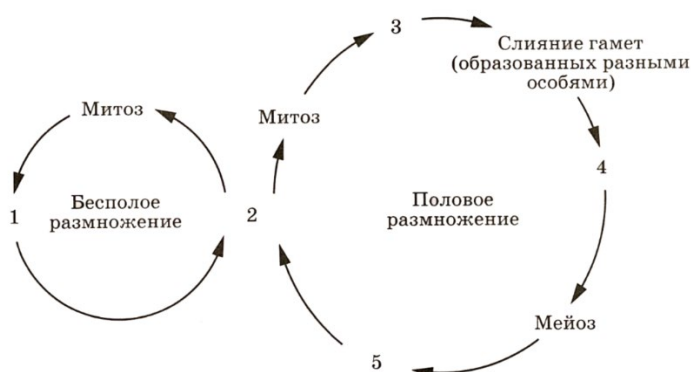 3
Слияние гамет
(образованных разными
особями)
Митоз
Митоз
1
Бесполое
размножение
2
Половое
размножение
4
Мейоз
5